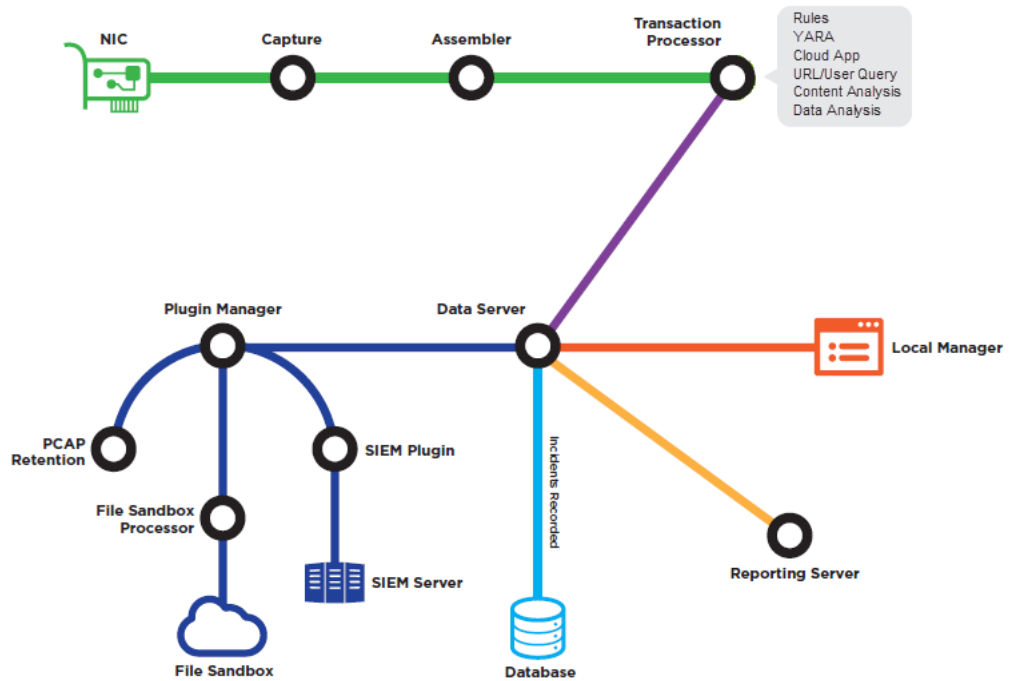 NIC
Capture
Assembler
Transaction
Processor
Rules
YARA
Cloud App
URL/User Query
Content Analysis
Data Analysis
Plugin Manager
Data Server
Local Manager
PCAP
Retention
SIEM Plugin
Incidents Recorded
File Sandbox
Processor
SIEM Server
Reporting Server
File Sandbox
Database